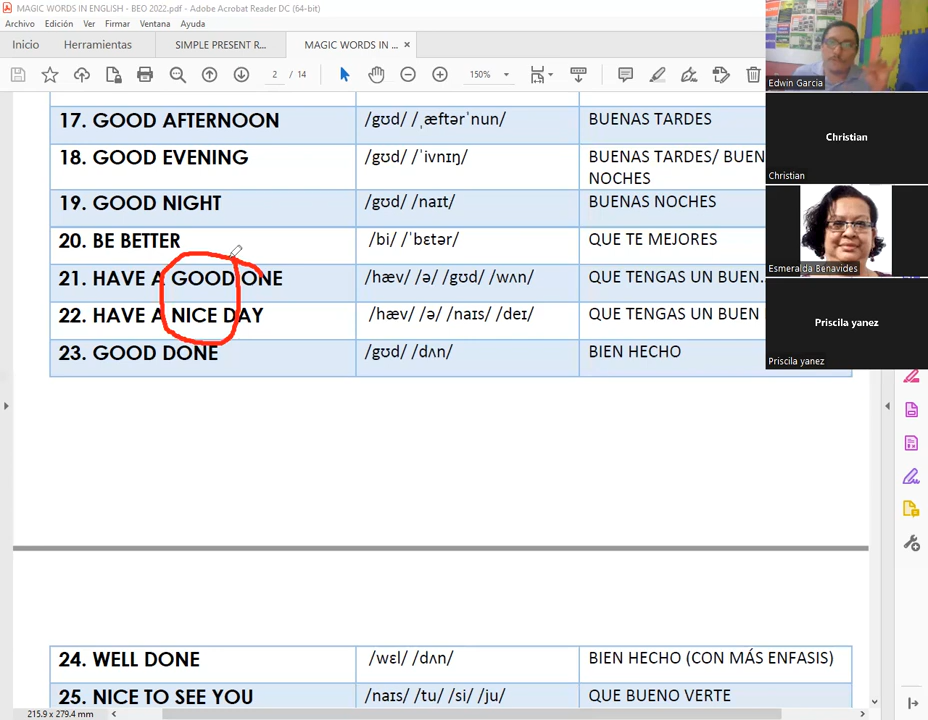 MAGIC WORDS IN ENGLISH - BEO 2022.pdf - Adobe Acrobat Reader DC (64-bit)
Archivo Edición Ver Firmar Ventana Ayuda
Inicio Herramientas SIMPLE PRESENT R... MAGIC WORDS IN ... ×
2 / 14 150%
17. GOOD AFTERNOON /gʊd/ /ˌæftərˈnun/ BUENAS TARDES
18. GOOD EVENING /gʊd/ /ˈivnɪŋ/ BUENAS TARDES/ BUEN
NOCHES
19. GOOD NIGHT /gʊd/ /naɪt/ BUENAS NOCHES
20. BE BETTER /bi/ /ˈbɛtər/ QUE TE MEJORES
21. HAVE A GOOD ONE /hæv/ /ə/ /gʊd/ /wʌn/ QUE TENGAS UN BUEN...
22. HAVE A NICE DAY /hæv/ /ə/ /naɪs/ /deɪ/ QUE TENGAS UN BUEN
23. GOOD DONE /gʊd/ /dʌn/ BIEN HECHO
24. WELL DONE /wɛl/ /dʌn/ BIEN HECHO (CON MÁS ENFASIS)
25. NICE TO SEE YOU /naɪs/ /tu/ /si/ /ju/ QUE BUENO VERTE
215.9 x 279.4 mm
Edwin Garcia
Christian
Christian
Esmeralda Benavides
Priscila yanez
Priscila yanez